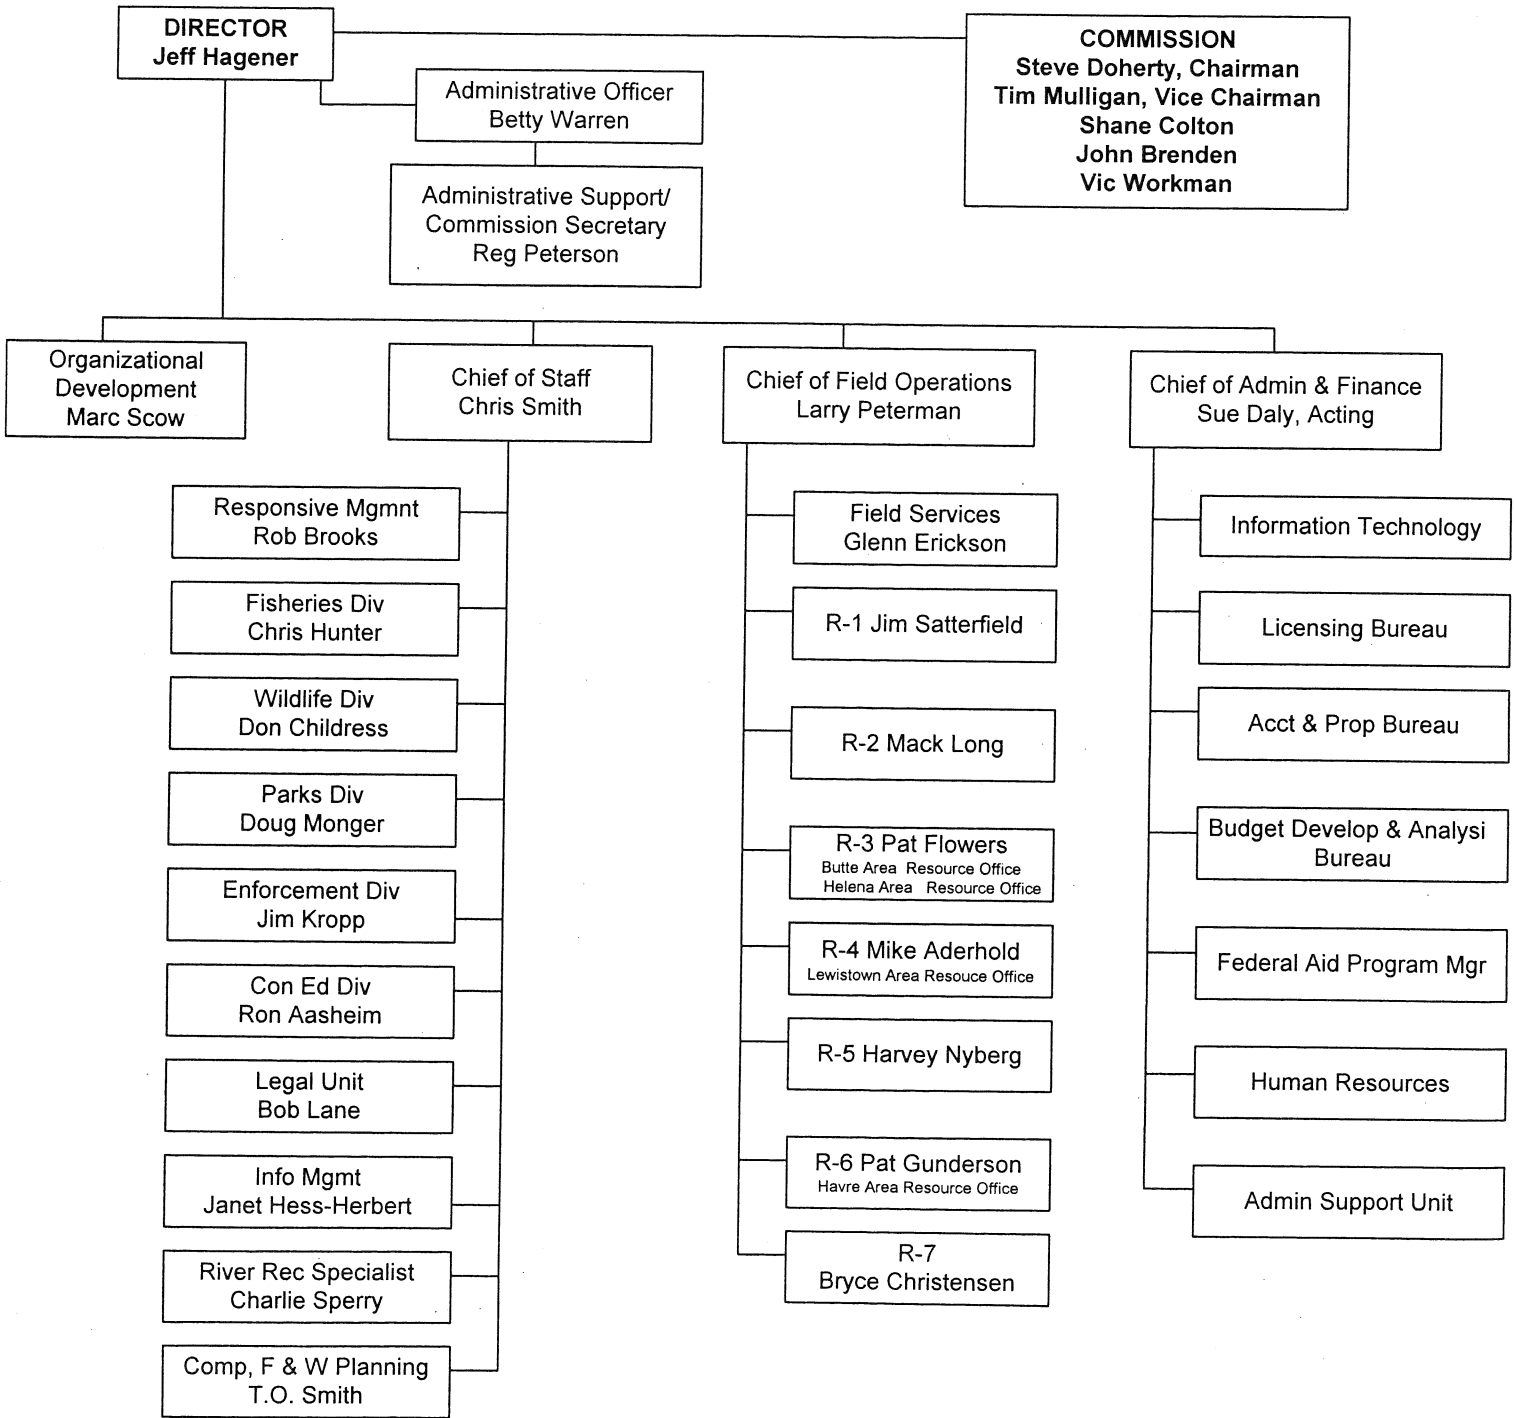 DIRECTOR
Jeff Hagener
COMMISSION
Steve Doherty, Chairman
Tim Mulligan, Vice Chairman
Shane Colton
John Brenden
Vic Workman
Administrative Officer
Betty Warren
Administrative Support/
Commission Secretary
Reg Peterson
Organizational
Development
Marc Scow
Chief of Staff
Chris Smith
Chief of Field Operations
Larry Peterman
Chief of Admin & Finance
Sue Daly, Acting
Responsive Mgmnt
Rob Brooks
Fisheries Div
Chris Hunter
Wildlife Div
Don Childress
Parks Div
Doug Monger
Enforcement Div
Jim Kropp
Con Ed Div
Ron Aasheim
Legal Unit
Bob Lane
Info Mgmt
Janet Hess-Herbert
River Rec Specialist
Charlie Sperry
Comp, F & W Planning
T.O. Smith
Field Services
Glenn Erickson
R-1 Jim Satterfield
R-2 Mack Long
R-3 Pat Flowers
Butte Area Resource Office
Helena Area Resource Office
R-4 Mike Aderhold
Lewistown Area Resouce Office
R-5 Harvey Nyberg
R-6 Pat Gunderson
Havre Area Resource Office
R-7
Bryce Christensen
Information Technology
Licensing Bureau
Acct & Prop Bureau
Budget Develop & Analysi
Bureau
Federal Aid Program Mgr
Human Resources
Admin Support Unit